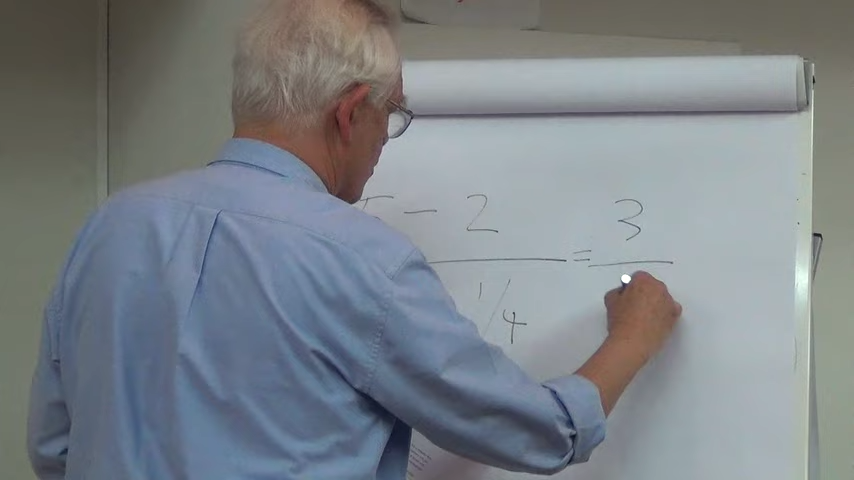 - 2 = 3
1/4